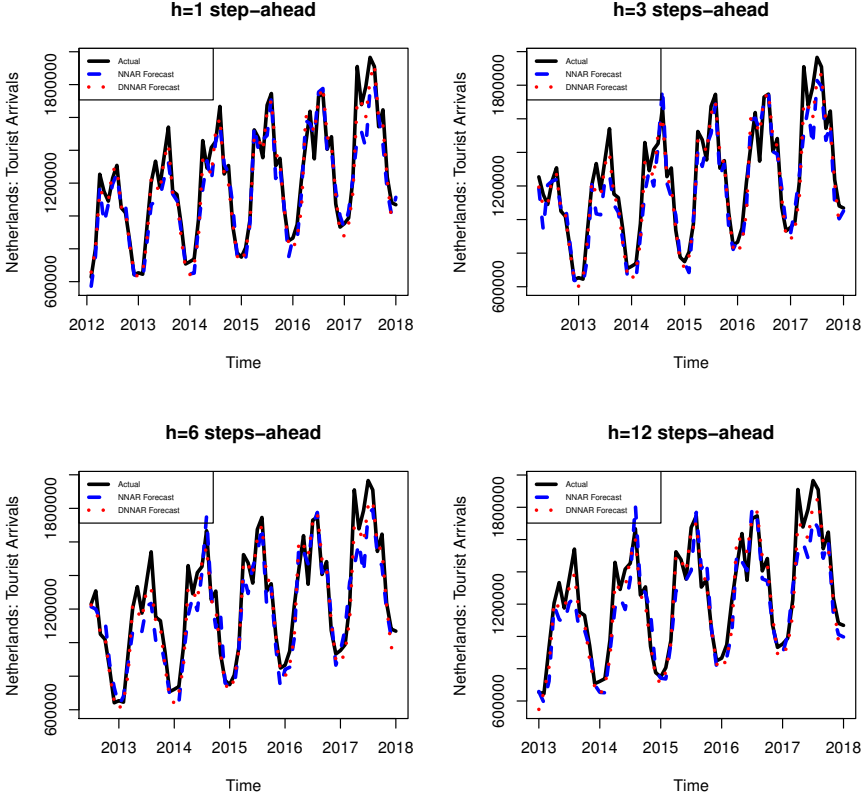 h=1 step−ahead
Netherlands: Tourist Arrivals
600000 1200000 1800000
Actual
NNAR Forecast
DNNAR Forecast
2012 2013 2014 2015 2016 2017 2018
Time
h=3 steps−ahead
Netherlands: Tourist Arrivals
600000 1200000 1800000
Actual
NNAR Forecast
DNNAR Forecast
2013 2014 2015 2016 2017 2018
Time
h=6 steps−ahead
Netherlands: Tourist Arrivals
600000 1200000 1800000
Actual
NNAR Forecast
DNNAR Forecast
2013 2014 2015 2016 2017 2018
Time
h=12 steps−ahead
Netherlands: Tourist Arrivals
600000 1200000 1800000
Actual
NNAR Forecast
DNNAR Forecast
2013 2014 2015 2016 2017 2018
Time